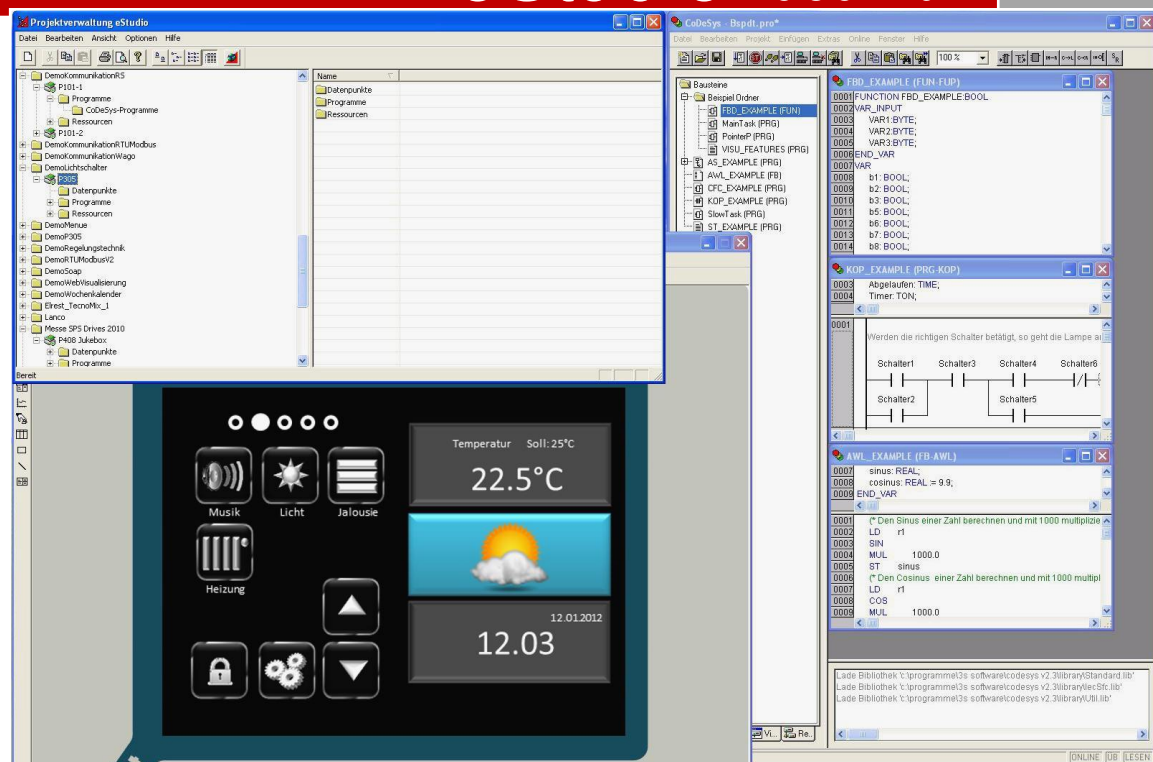 Projektverwaltung eStudio
Datei Bearbeiten Ansicht Optionen Hilfe
DemoKommunikationRS
P101-1
Programme
CoDeSys-Programme
Ressourcen
P101-2
DemoKommunikationRTUModbus
DemoKommunikationWago
DemoLichtschalter
P305
Datenpunkte
Programme
Ressourcen
DemoMenue
DemoP305
DemoRegelungstechnik
DemoRTUModbusV2
DemoSoap
DemoWebVisualisierung
DemoWochenkalender
Elrest_TecnoMix_1
Lanco
Messe SPS Drives 2010
P408 Jukebox
Datenpunkte
Programme
Name
Datenpunkte
Programme
Ressourcen
Bereit
CoDeSys - Bspdt.pro*
Datei Bearbeiten Projekt Einfügen Extras Online Fenster Hilfe
100 %
Bausteine
Beispiel Ordner
FBD_EXAMPLE (FUN)
MainTask (PRG)
PointerP (PRG)
VISU_FEATURES (PRG)
AS_EXAMPLE (PRG)
AWL_EXAMPLE (FB)
CFC_EXAMPLE (PRG)
KOP_EXAMPLE (PRG)
SlowTask (PRG)
ST_EXAMPLE (PRG)
Vi...
Re...
FBD_EXAMPLE (FUN-FUP)
0001 FUNCTION FBD_EXAMPLE:BOOL
0002 VAR_INPUT
0003 VAR1:BYTE;
0004 VAR2:BYTE;
0005 VAR3:BYTE;
0006 END_VAR
0007 VAR
0008 b1: BOOL;
0009 b2: BOOL;
0010 b3: BOOL;
0011 b5: BOOL;
0012 b6: BOOL;
0013 b7: BOOL;
0014 b8: BOOL;
KOP_EXAMPLE (PRG-KOP)
0003 Abgelaufen: TIME;
0004 Timer: TON;
0001
Werden die richtigen Schalter betätigt, so geht die Lampe
Schalter1 Schalter3 Schalter4 Schalter6
Schalter2 Schalter5
AWL_EXAMPLE (FB-AWL)
0007 sinus: REAL;
0008 cosinus: REAL := 9.9;
0009 END_VAR
0001 (* Den Sinus einer Zahl berechnen und mit 1000 multiplizie
0002 LD r1
0003 SIN
0004 MUL 1000.0
0005 ST sinus
0006 (* Den Cosinus einer Zahl berechnen und mit 1000 multipl
0007 LD r1
0008 COS
0009 MUL 1000.0
Lade Bibliothek 'c:\programme\3s software\codesys v2.3\library\Standard.lib'
Lade Bibliothek 'c:\programme\3s software\codesys v2.3\library\IecSfc.lib'
Lade Bibliothek 'c:\programme\3s software\codesys v2.3\library\Util.lib'
ONLINE ÜB LESEN
Temperatur Soll: 25°C
22.5°C
Musik Licht Jalousie
Heizung
12.01.2012
12.03